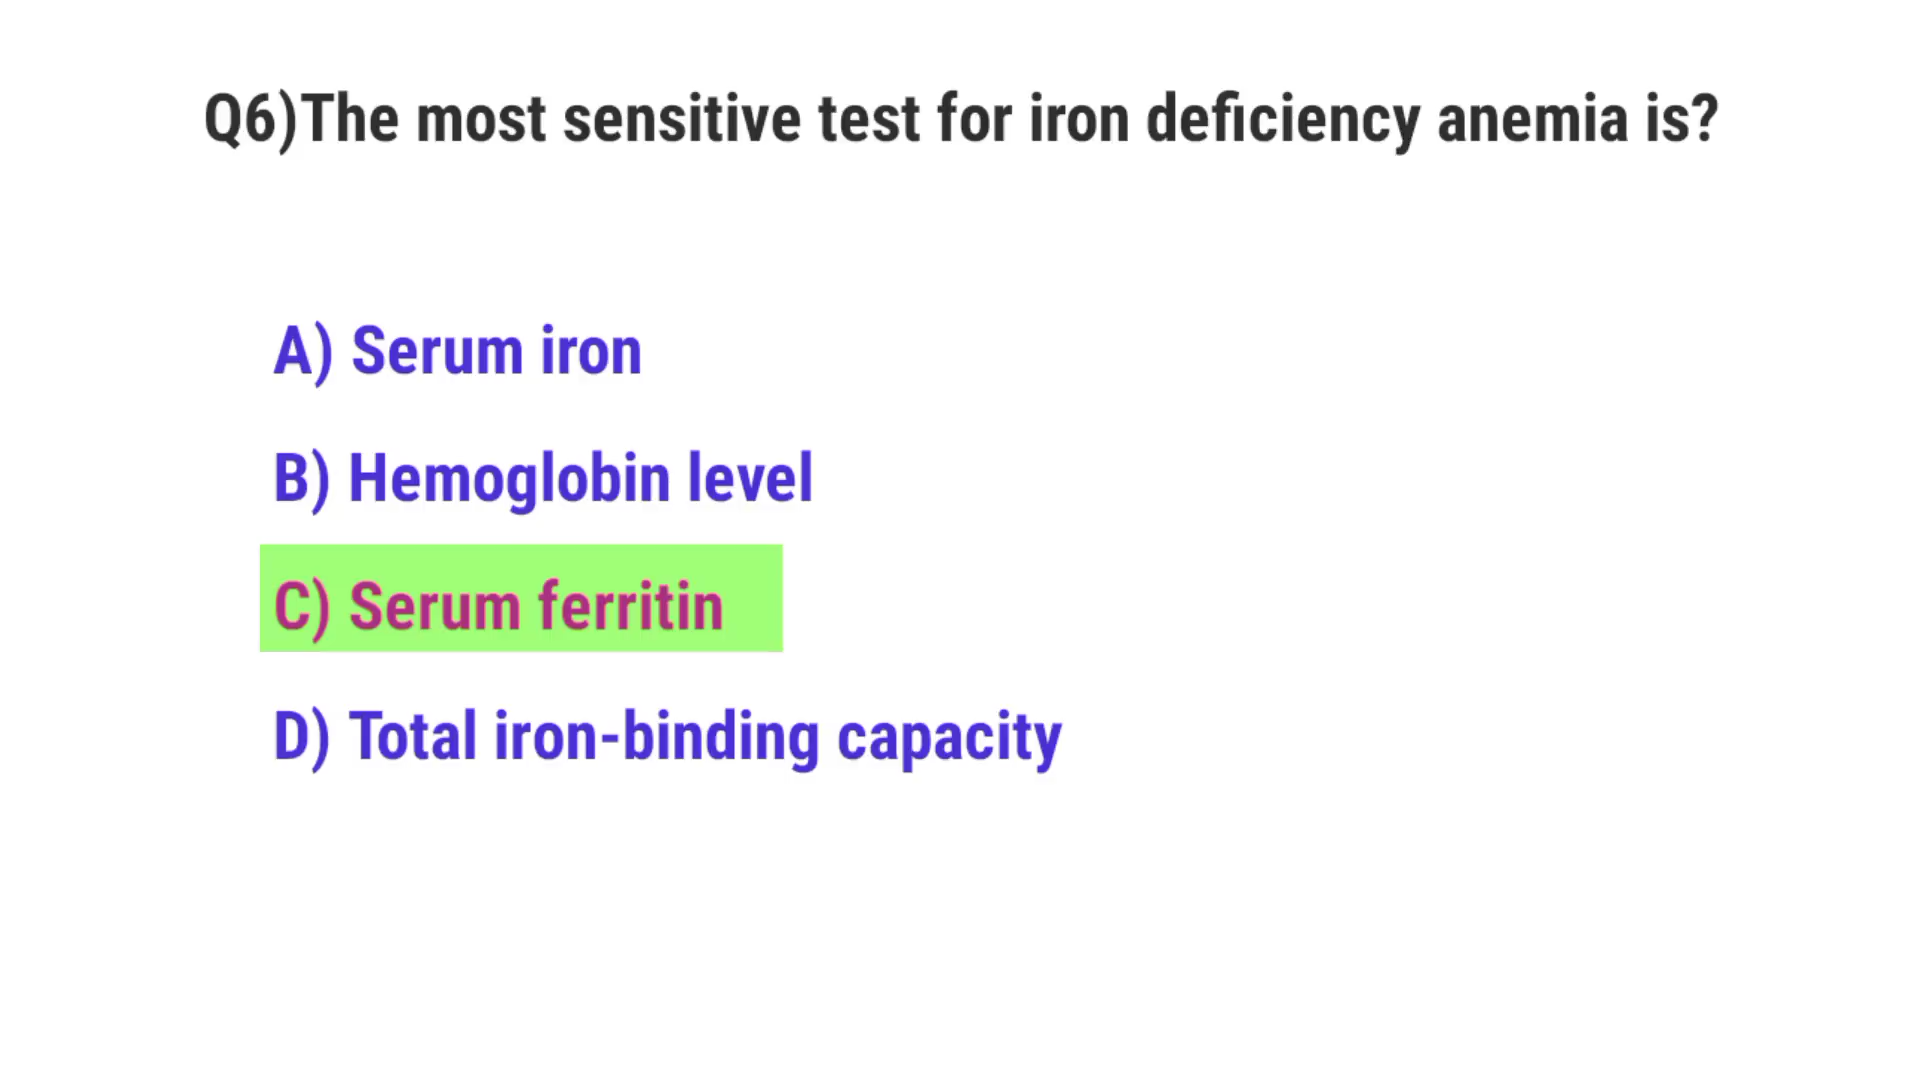 Q6)The most sensitive test for iron deficiency anemia is?
A) Serum iron
B) Hemoglobin level
C) Serum ferritin
D) Total iron-binding capacity